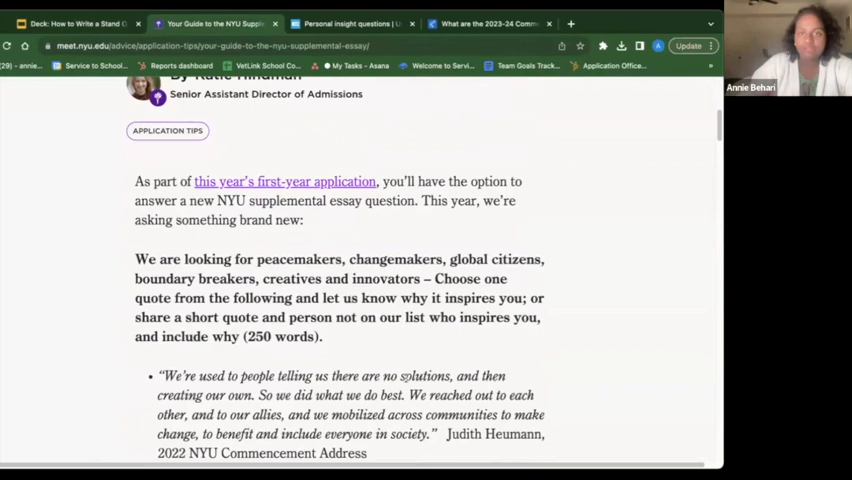 Deck: How to Write a Stand O
Your Guide to the NYU Supple
Personal insight questions | U
What are the 2023-24 Comm
meet.nyu.edu/advice/application-tips/your-guide-to-the-nyu-supplemental-essay/
Update
(29) - annie...
Service to School...
Reports dashboard
VetLink School Co...
My Tasks - Asana
Welcome to Servi...
Team Goals Track...
Application Office...
Annie Behari
By Katie Hindman
Senior Assistant Director of Admissions
APPLICATION TIPS
As part of this year's first-year application, you'll have the option to
answer a new NYU supplemental essay question. This year, we're
asking something brand new:
We are looking for peacemakers, changemakers, global citizens,
boundary breakers, creatives and innovators – Choose one
quote from the following and let us know why it inspires you; or
share a short quote and person not on our list who inspires you,
and include why (250 words).
• “We're used to people telling us there are no solutions, and then
creating our own. So we did what we do best. We reached out to each
other, and to our allies, and we mobilized across communities to make
change, to benefit and include everyone in society.” Judith Heumann,
2022 NYU Commencement Address